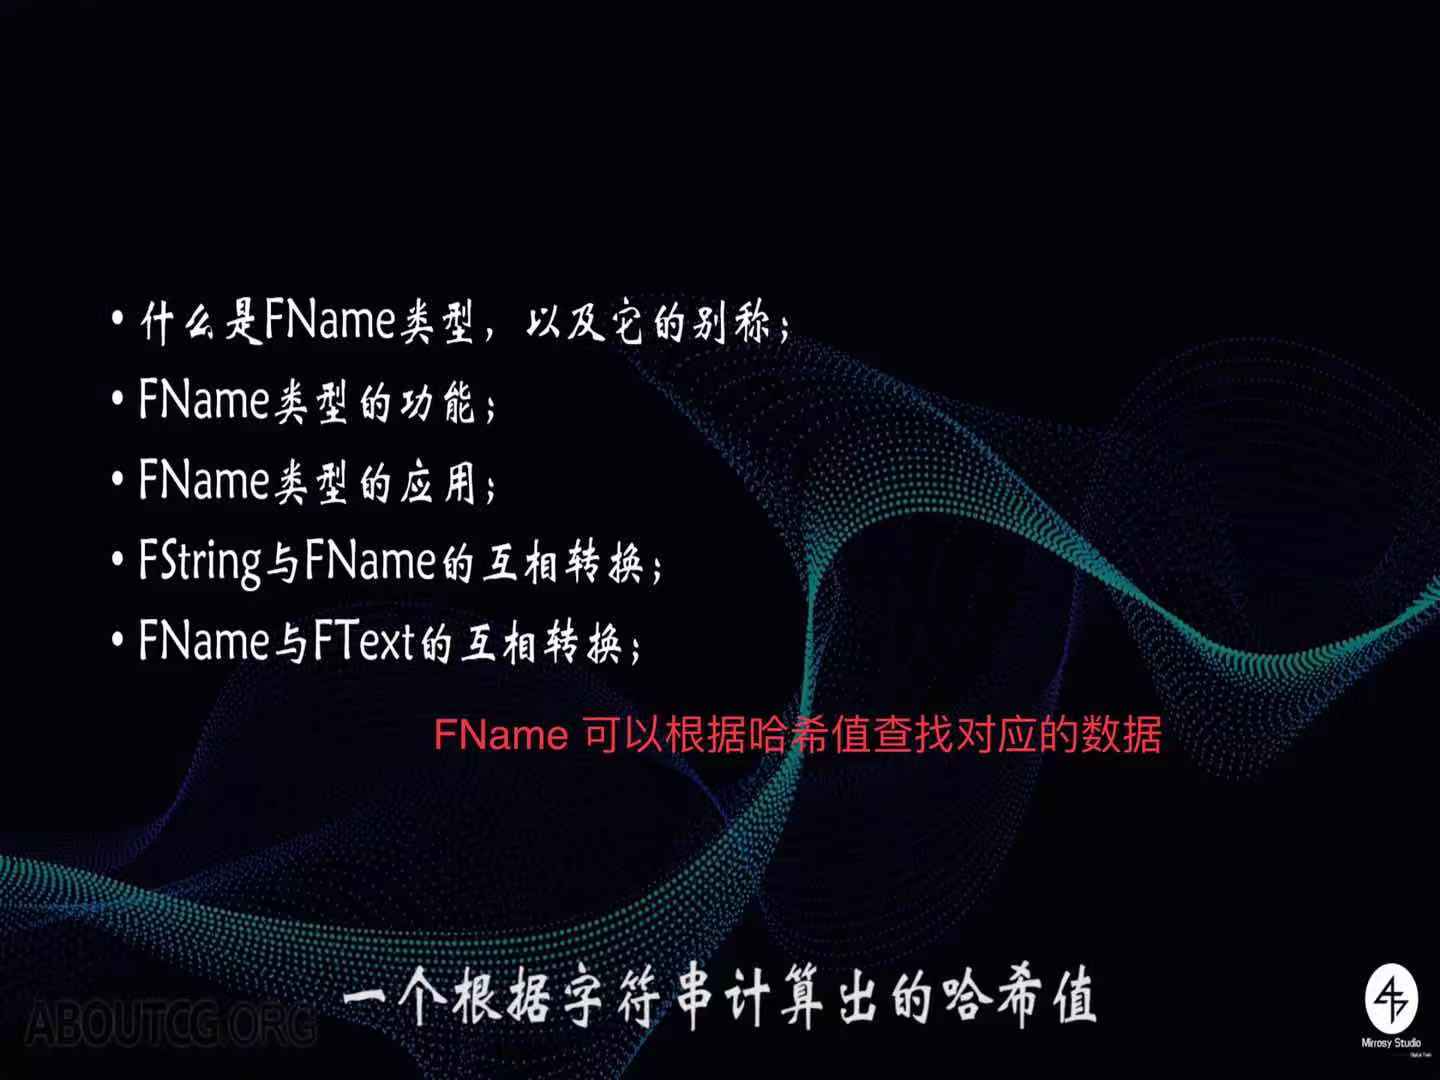 • 什么是FName类型，以及它的别称；
• FName类型的功能；
• FName类型的应用；
• FString与FName的互相转换；
• FName与FText的互相转换；
FName 可以根据哈希值查找对应的数据
一个根据字符串计算出的哈希值
ABOUTCG.ORG
Mirrosy Studio